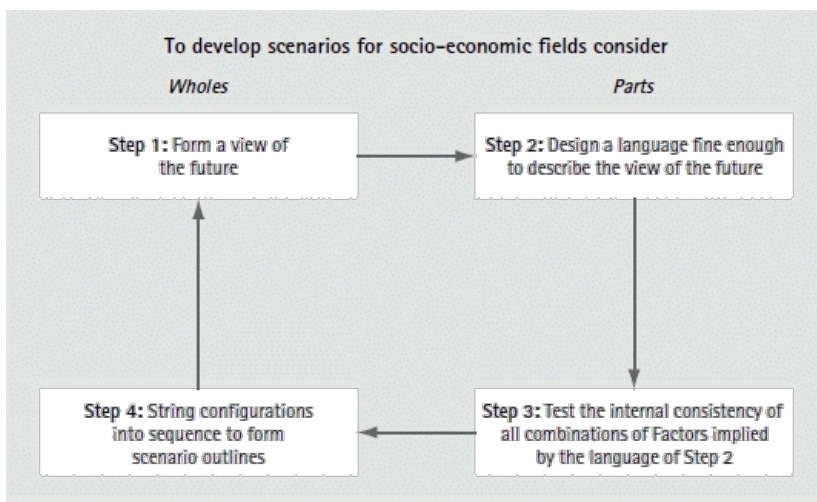 To develop scenarios for socio-economic fields consider
Wholes
Parts
Step 1: Form a view of
the future
Step 2: Design a language fine enough
to describe the view of the future
Step 4: String configurations
into sequence to form
scenario outlines
Step 3: Test the internal consistency of
all combinations of Factors implied
by the language of Step 2